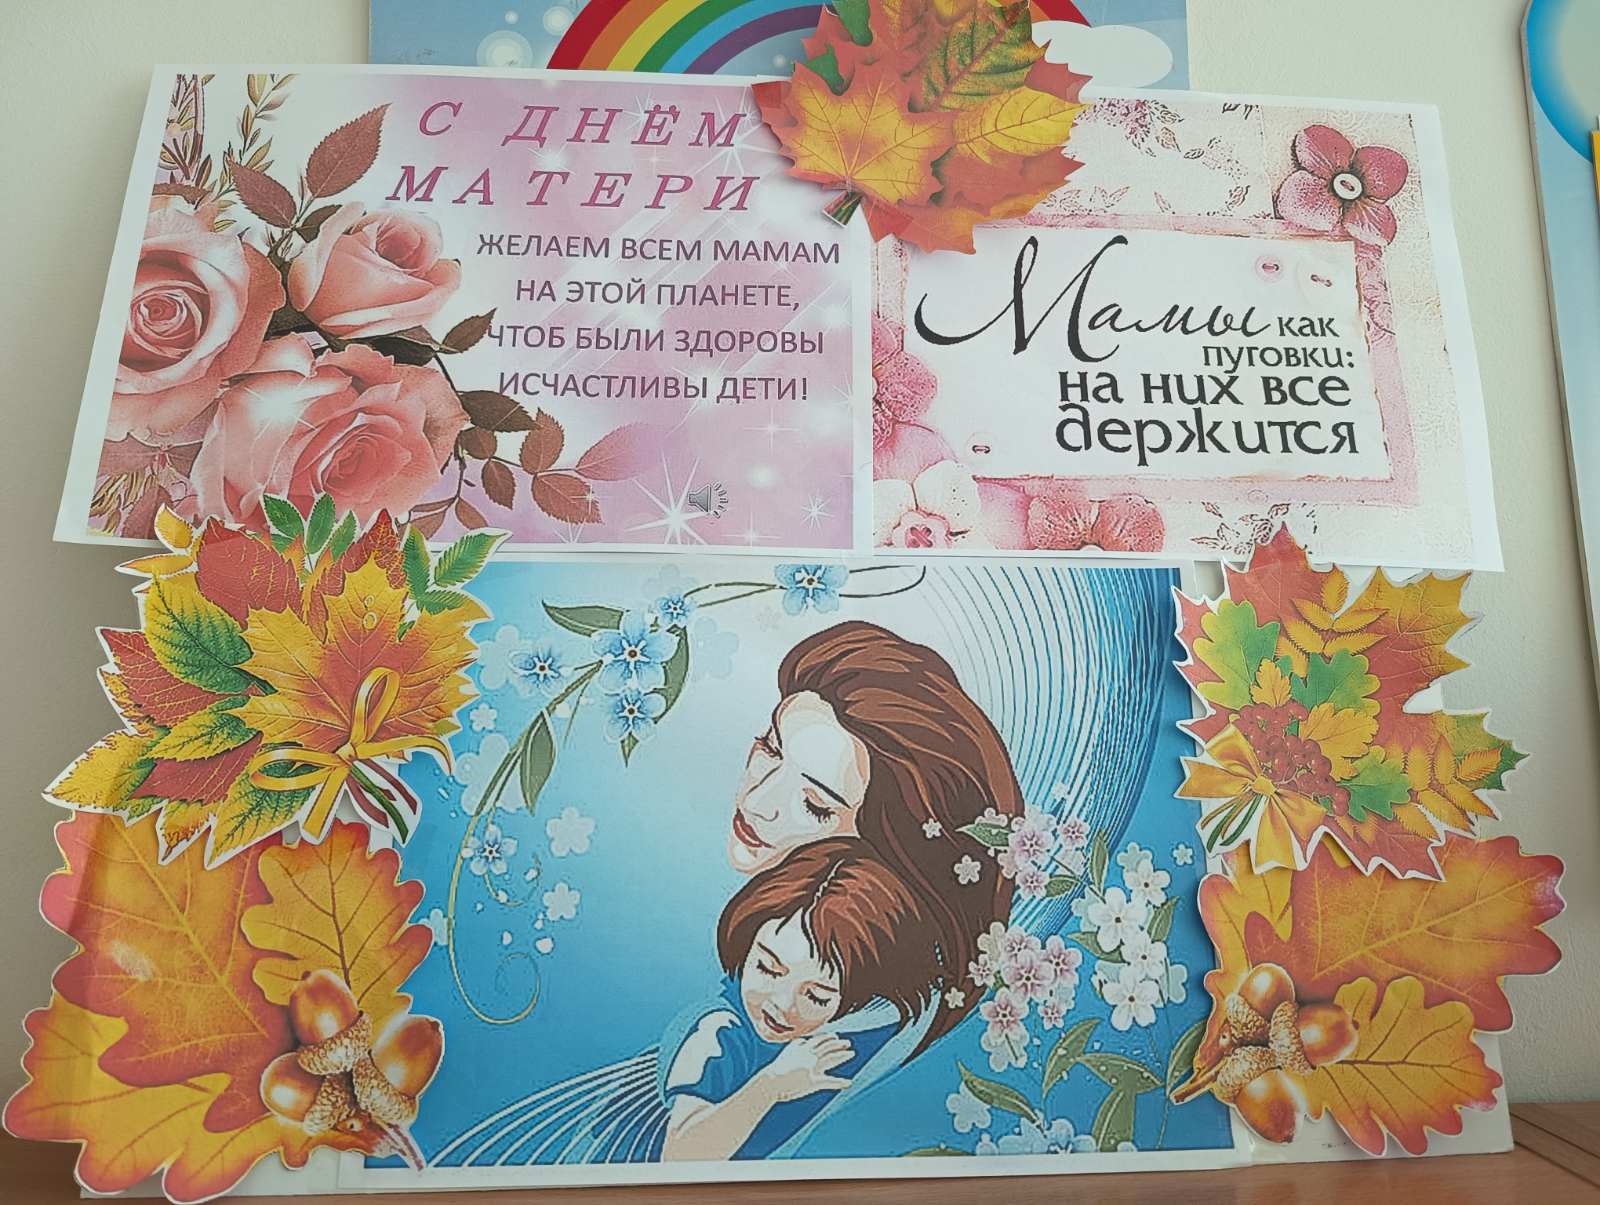 С ДНЁМ
МАТЕРИ
ЖЕЛАЕМ ВСЕМ МАМАМ
НА ЭТОЙ ПЛАНЕТЕ,
ЧТОБ БЫЛИ ЗДОРОВЫ
ИСЧАСТЛИВЫ ДЕТИ!
Мамы как
пуговки:
на них все
держится